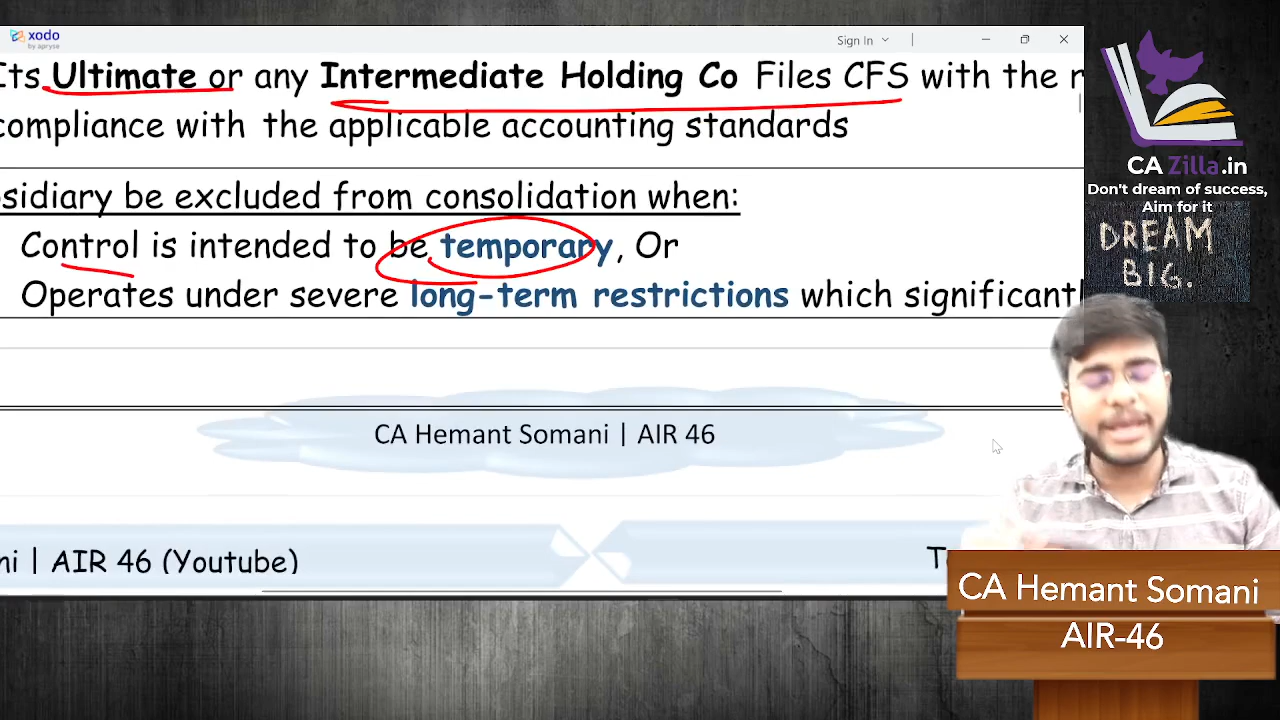 xodo
by apryse
Sign In
Its Ultimate or any Intermediate Holding Co Files CFS with the
compliance with the applicable accounting standards
sidiary be excluded from consolidation when:
Control is intended to be temporary, Or
Operates under severe long-term restrictions which significantl
CA Hemant Somani | AIR 46
ni | AIR 46 (Youtube)
CA Zilla.in
Don't dream of success,
Aim for it
DREAM
BIG.
CA Hemant Somani
AIR-46